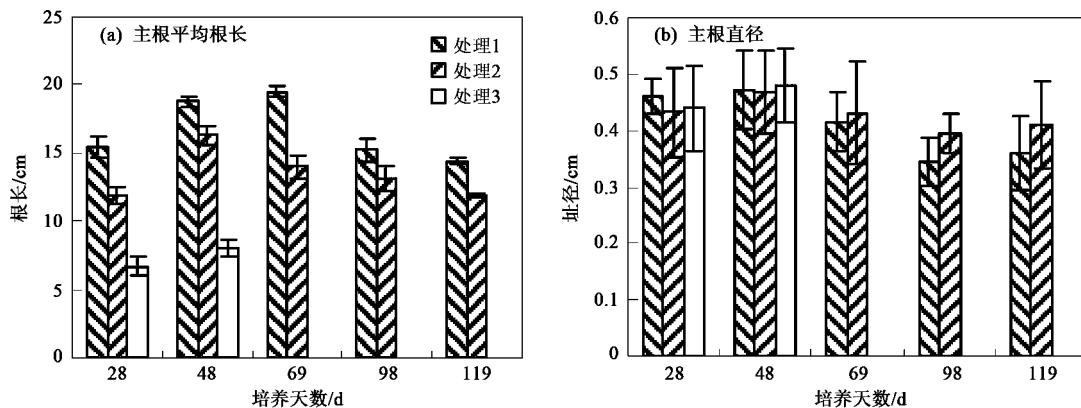 (a) 主根平均根长
处理1
处理2
处理3
25
20
15
10
5
0
根长/cm
28 48 69 98 119
培养天数/d
(b) 主根直径
0.6
0.5
0.4
0.3
0.2
0.1
0
址径/cm
28 48 69 98 119
培养天数/d